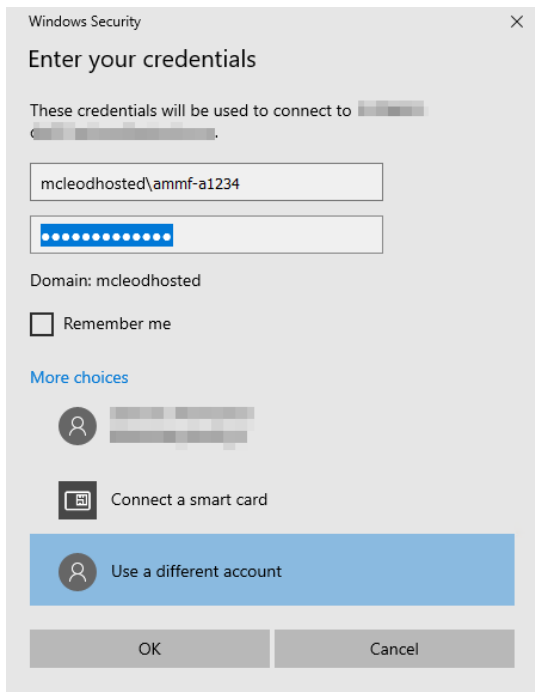 Windows Security
Enter your credentials
These credentials will be used to connect to
.
mcleodhosted\ammf-a1234
●●●●●●●●●●●●●
Domain: mcleodhosted
Remember me
More choices
Connect a smart card
Use a different account
OK Cancel